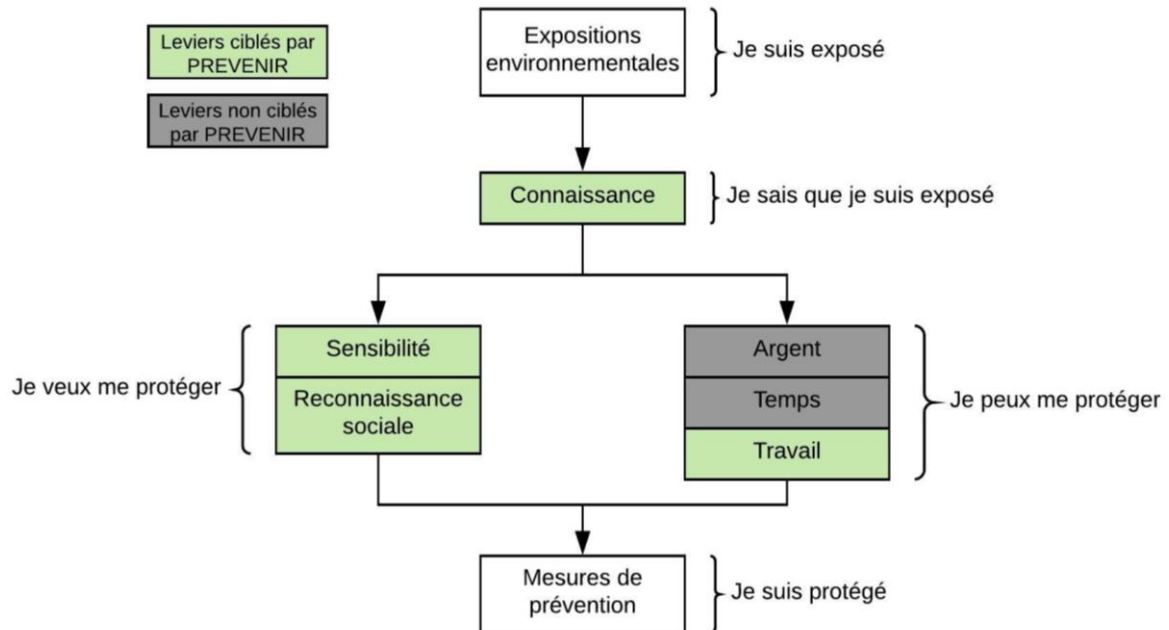 Leviers ciblés par
PREVENIR
Leviers non ciblés
par PREVENIR
Expositions
environnementales
Je suis exposé
Connaissance
Je sais que je suis exposé
Je veux me protéger
Sensibilité
Reconnaissance
sociale
Argent
Temps
Travail
Je peux me protéger
Mesures de
prévention
Je suis protégé